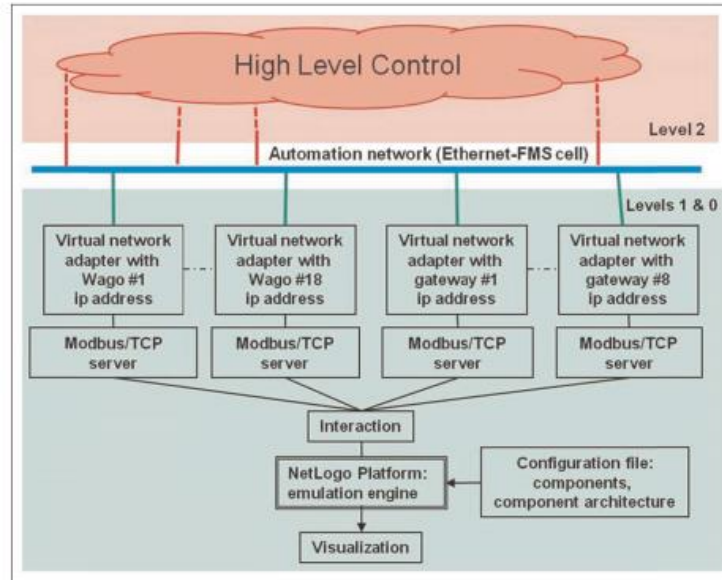 High Level Control
Level 2
Automation network (Ethernet-FMS cell)
Levels 1 & 0
Virtual network
adapter with
Wago #1
ip address
Virtual network
adapter with
Wago #18
ip address
Virtual network
adapter with
gateway #1
ip address
Virtual network
adapter with
gateway #8
ip address
Modbus/TCP
server
Modbus/TCP
server
Modbus/TCP
server
Modbus/TCP
server
Interaction
NetLogo Platform:
emulation engine
Configuration file:
components,
component architecture
Visualization